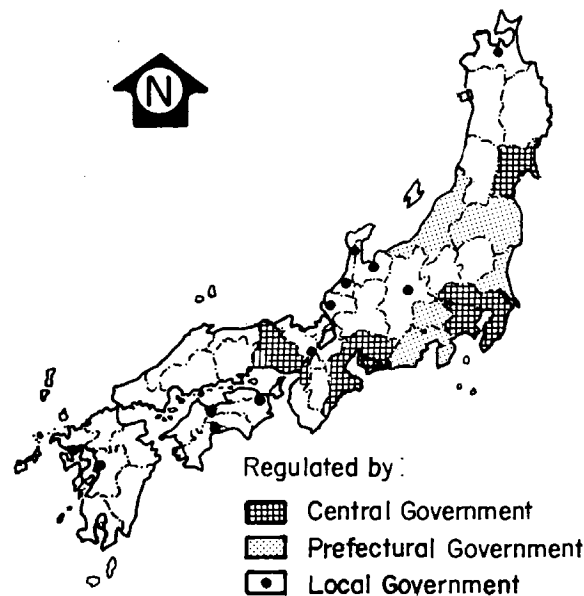 N
Regulated by:
Central Government
Prefectural Government
Local Government